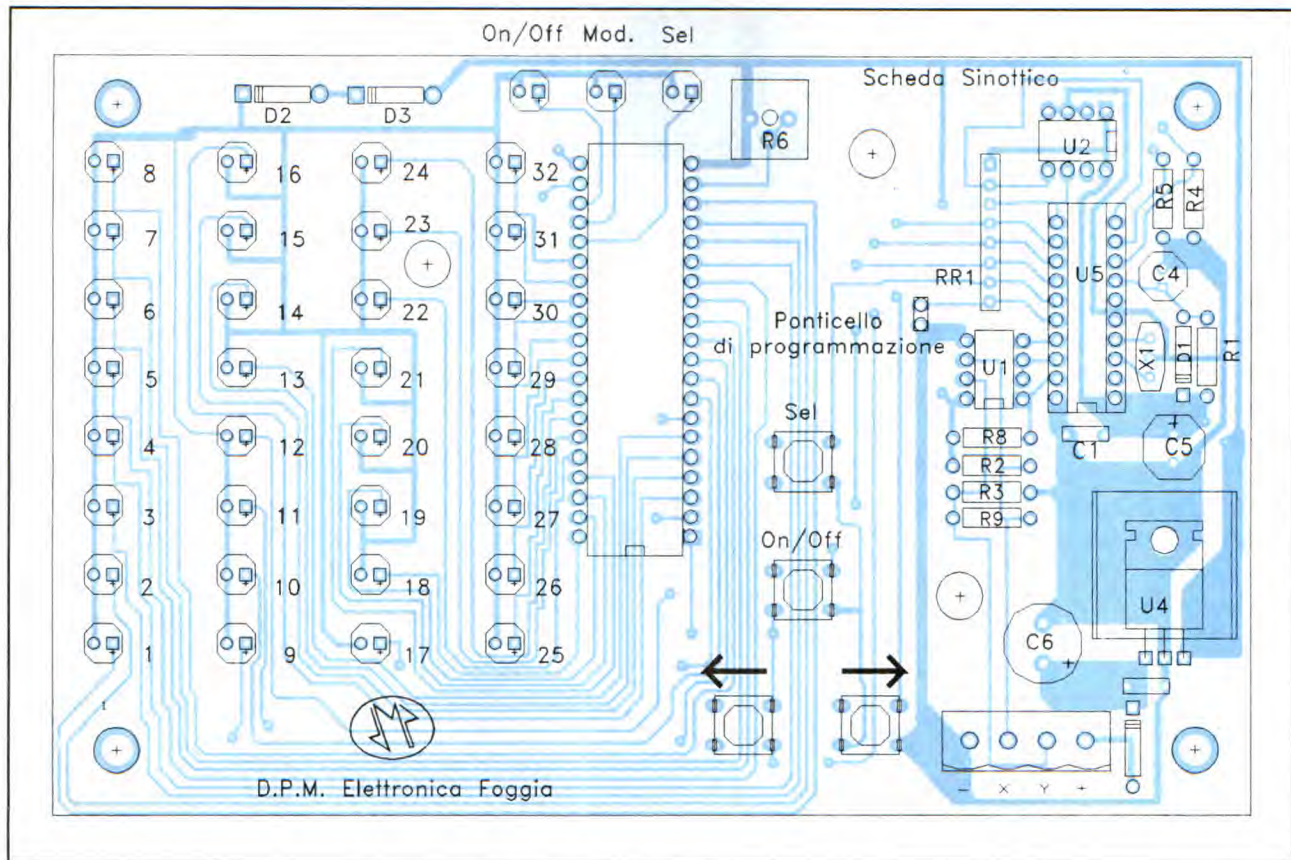 On/Off Mod. Sel
Scheda Sinottico
D2 D3
R6
U2
8 16 24 32
R5 R4
7 15 23 31
U5
RR1
C4
6 14 22 30
Ponticello
di programmazione
U1
X1 D1 R1
5 13 21 29
Sel
4 12 20 28
R8
C1
+
C5
R2
R3
3 11 19 27
R9
On/Off
2 10 18 26
U4
C6
+
1 9 17 25
D.P.M. Elettronica Foggia
- X Y +